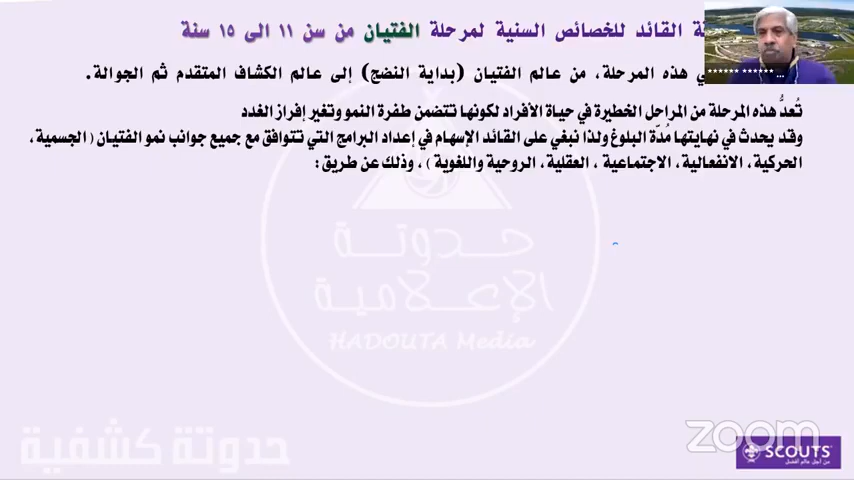 القائد للخصائص السنية لمرحلة الفتيان من سن ١١ الى ١٥ سنة
هذه المرحلة، من عالم الفتيان (بداية النضج) إلى عالم الكشاف المتقدم ثم الجوالة.
تُعدُّ هذه المرحلة من المراحل الخطيرة في حياة الأفراد لكونها تتضمن طفرة النمو وتغير إفراز الغدد
وقد يحدث في نهايتها مُدّة البلوغ ولذا نبغي على القائد الإسهام في إعداد البرامج التي تتوافق مع جميع جوانب نمو الفتيان (الجسمية،
الحركية، الانفعالية، الاجتماعية، العقلية، الروحية واللغوية)، وذلك عن طريق:
حدوتة
الإعلامية
HADOUTA Media
حدوتة كشفية
zoom
SCOUTS
من أجل عالم أفضل
****** ****** ...